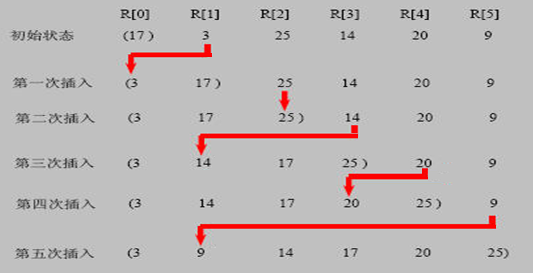 R[0] R[1] R[2] R[3] R[4] R[5]
初始状态 (17) 3 25 14 20 9
第一次插入 (3 17) 25 14 20 9
第二次插入 (3 17 25) 14 20 9
第三次插入 (3 14 17 25) 20 9
第四次插入 (3 14 17 20 25) 9
第五次插入 (3 9 14 17 20 25)